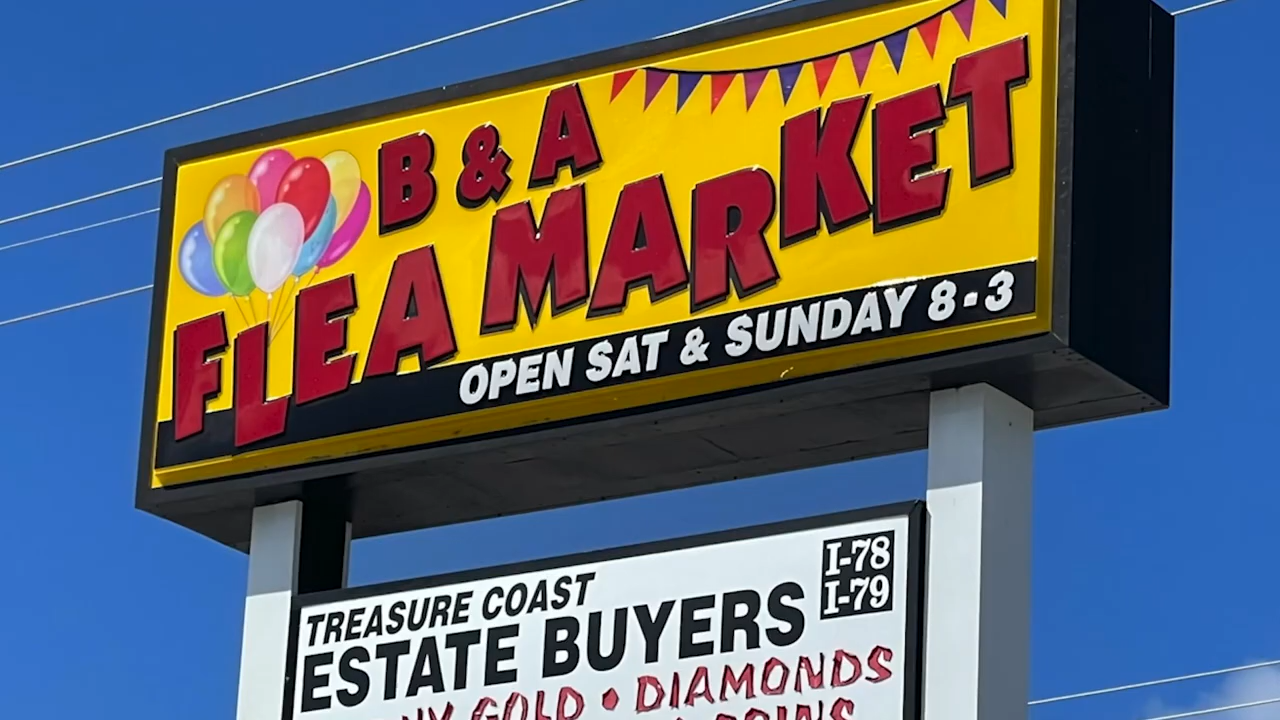 B & A
FLEA MARKET
OPEN SAT & SUNDAY 8-3
TREASURE COAST
ESTATE BUYERS
I-78
I-79
GOLD • DIAMONDS